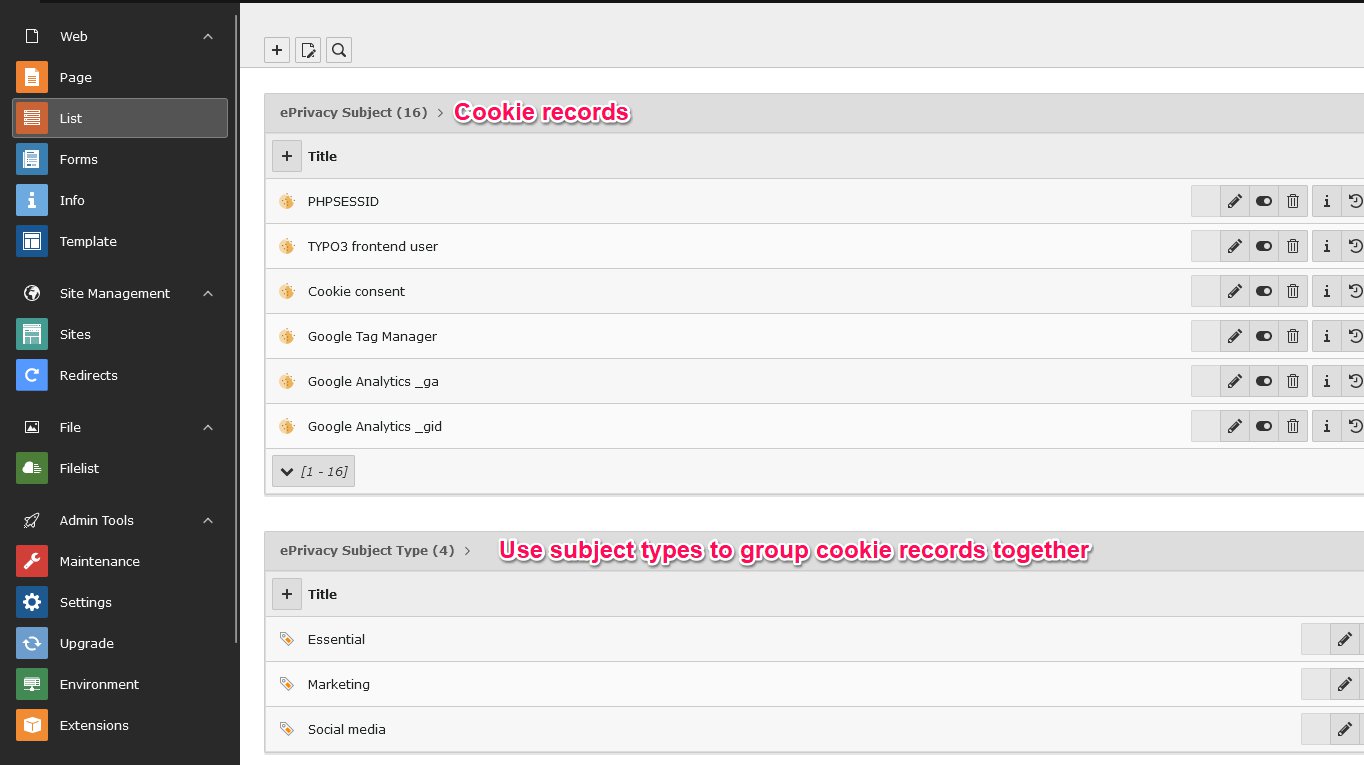 Web
Page
List
Forms
Info
Template
Site Management
Sites
Redirects
File
Filelist
Admin Tools
Maintenance
Settings
Upgrade
Environment
Extensions
ePrivacy Subject (16) > Cookie records
Title
PHPSESSID
TYPO3 frontend user
Cookie consent
Google Tag Manager
Google Analytics _ga
Google Analytics _gid
[1 - 16]
ePrivacy Subject Type (4) > Use subject types to group cookie records together
Title
Essential
Marketing
Social media